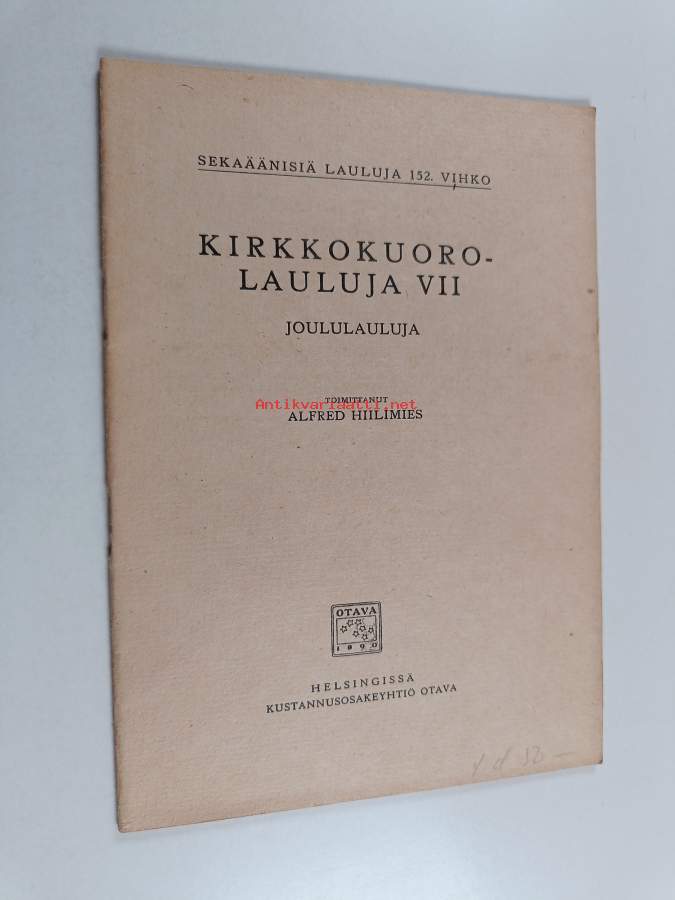 SEKAÄÄNISIÄ LAULUJA 152. VIHKO
KIRKKOKUORO-
LAULUJA VII
JOULULAULUJA
TOIMITTANUT
Antikvariaatti.net
ALFRED HIILIMIES
OTAVA
1890
HELSINGISSÄ
KUSTANNUSOSAKEYHTIÖ OTAVA